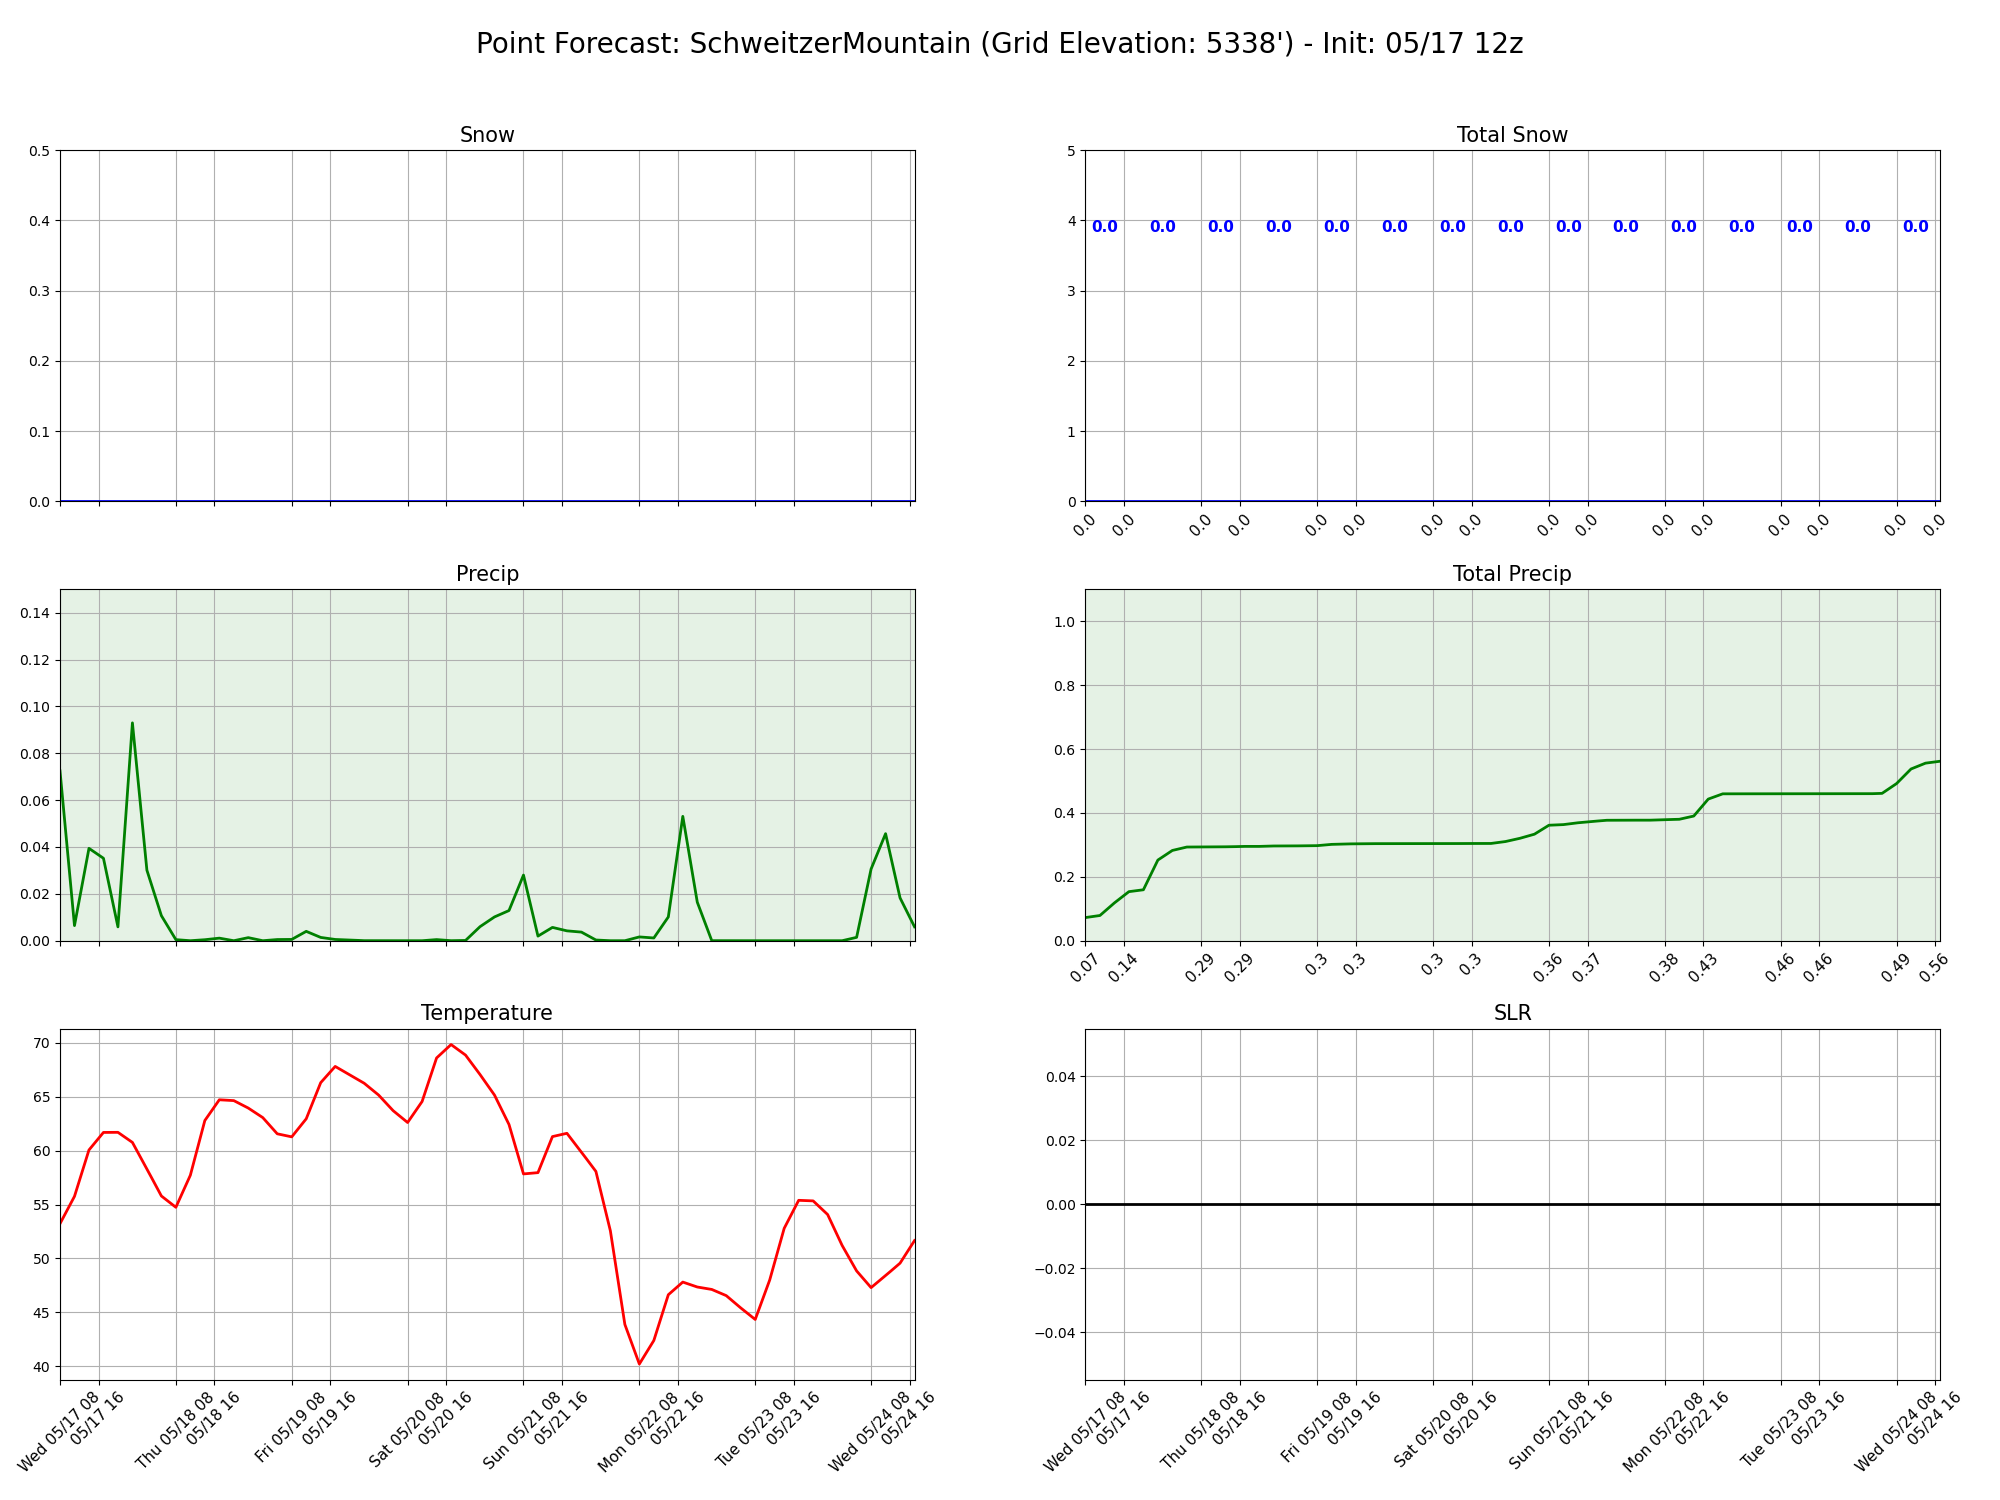 Point Forecast: SchweitzerMountain (Grid Elevation: 5338') - Init: 05/17 12z
Snow
0.5
0.4
0.3
0.2
0.1
0.0
Total Snow
5
4
3
2
1
0
0.0 0.0 0.0 0.0 0.0 0.0 0.0 0.0 0.0 0.0 0.0 0.0 0.0 0.0 0.0
0.0 0.0 0.0 0.0 0.0 0.0 0.0 0.0 0.0 0.0 0.0 0.0 0.0 0.0 0.0 0.0
Precip
0.14
0.12
0.10
0.08
0.06
0.04
0.02
0.00
Total Precip
1.0
0.8
0.6
0.4
0.2
0.0
0.07 0.14 0.29 0.29 0.3 0.3 0.3 0.3 0.36 0.37 0.38 0.43 0.46 0.46 0.49 0.56
Temperature
70
65
60
55
50
45
40
Wed 05/17 08
05/17 16
Thu 05/18 08
05/18 16
Fri 05/19 08
05/19 16
Sat 05/20 08
05/20 16
Sun 05/21 08
05/21 16
Mon 05/22 08
05/22 16
Tue 05/23 08
05/23 16
Wed 05/24 08
05/24 16
SLR
0.04
0.02
0.00
−0.02
−0.04
Wed 05/17 08
05/17 16
Thu 05/18 08
05/18 16
Fri 05/19 08
05/19 16
Sat 05/20 08
05/20 16
Sun 05/21 08
05/21 16
Mon 05/22 08
05/22 16
Tue 05/23 08
05/23 16
Wed 05/24 08
05/24 16